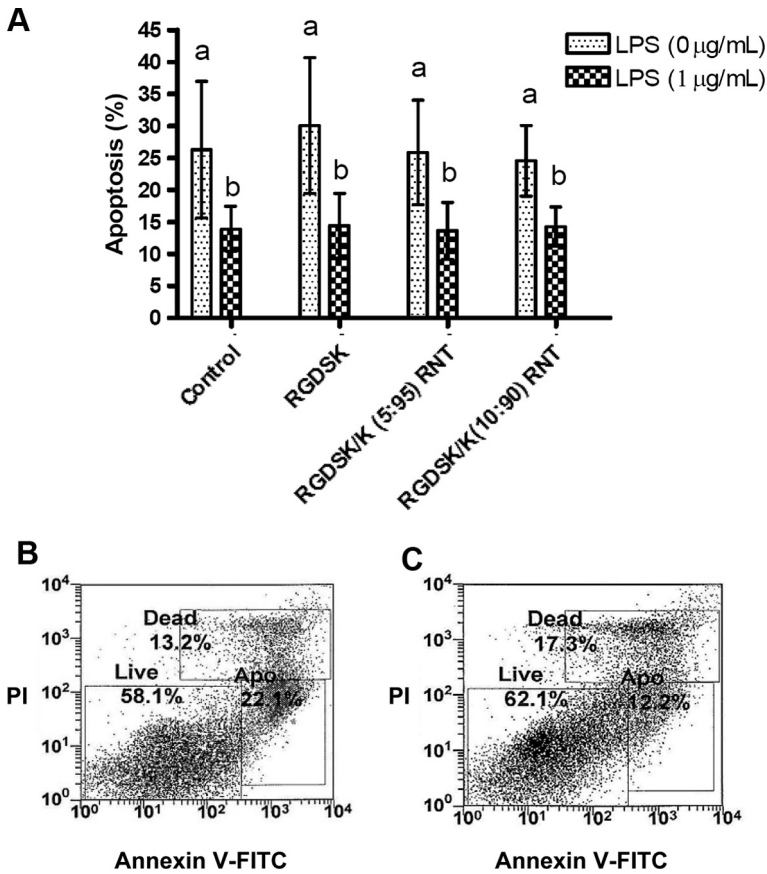 A
45
40
35
30
25
20
15
10
5
0
Apoptosis (%)
a
b
a
b
a
b
a
b
LPS (0 µg/mL)
LPS (1 µg/mL)
Control
RGDSK
RGDSK/K (5:95) RNT
RGDSK/K(10:90) RNT
B
10⁴
10³
10²
10¹
10⁰
PI
Dead
13.2%
Live
58.1%
Apo
22.1%
10⁰ 10¹ 10² 10³ 10⁴
Annexin V-FITC
C
10⁴
10³
10²
10¹
10⁰
PI
Dead
17.3%
Live
62.1%
Apo
12.2%
10⁰ 10¹ 10² 10³ 10⁴
Annexin V-FITC